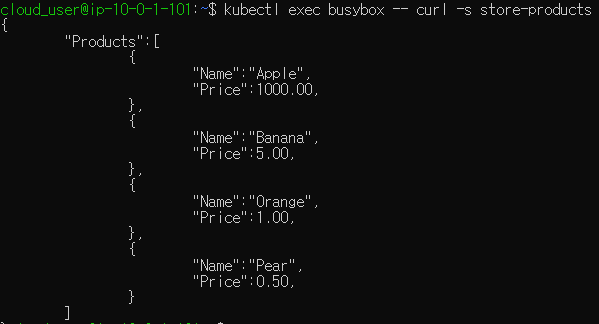 cloud_user@ip-10-0-1-101:~$ kubectl exec busybox -- curl -s store-products
{
        "Products":[
                {
                        "Name":"Apple",
                        "Price":1000.00,
                },
                {
                        "Name":"Banana",
                        "Price":5.00,
                },
                {
                        "Name":"Orange",
                        "Price":1.00,
                },
                {
                        "Name":"Pear",
                        "Price":0.50,
                }
        ]